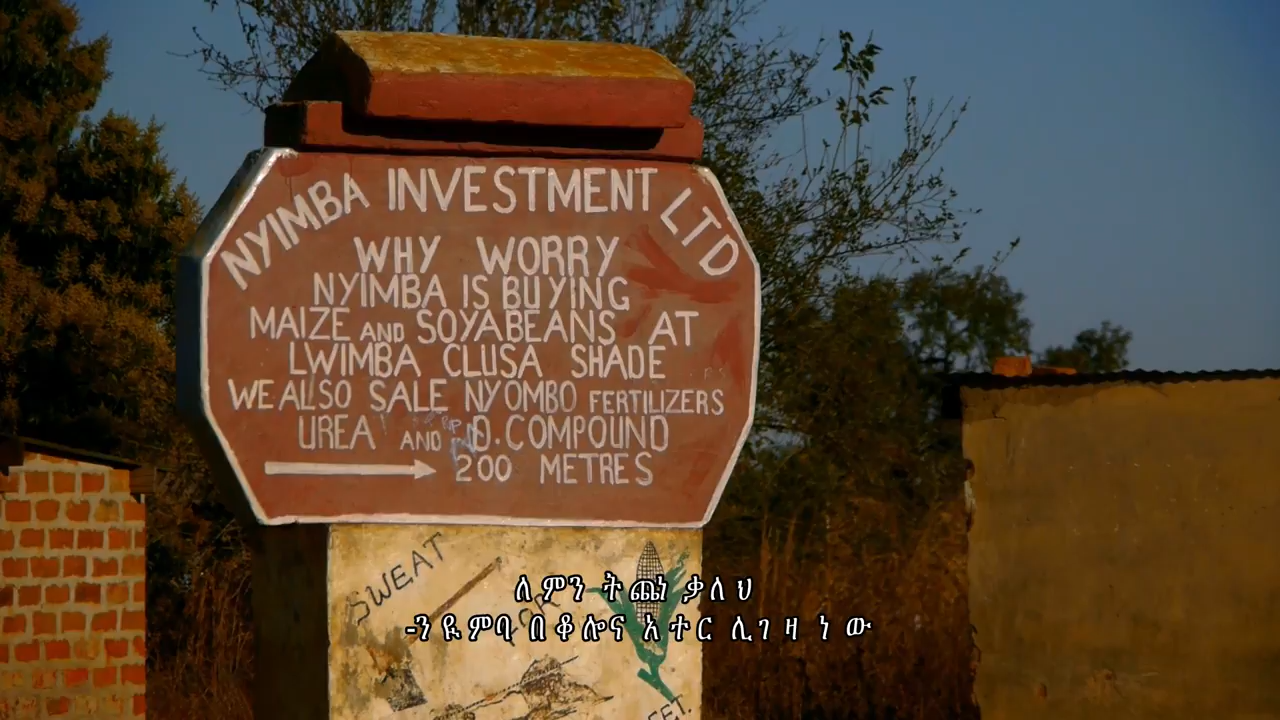 NYIMBA INVESTMENT LTD
WHY WORRY
NYIMBA IS BUYING
MAIZE AND SOYABEANS AT
LWIMBA CLUSA SHADE
WE ALSO SALE NYOMBO FERTILIZERS
UREA AND D.COMPOUND
200 METRES
SWEAT
OR
ለምን ትጨነቃለህ
-ንዪምባ በቆሎና አተር ሊገዛ ነው